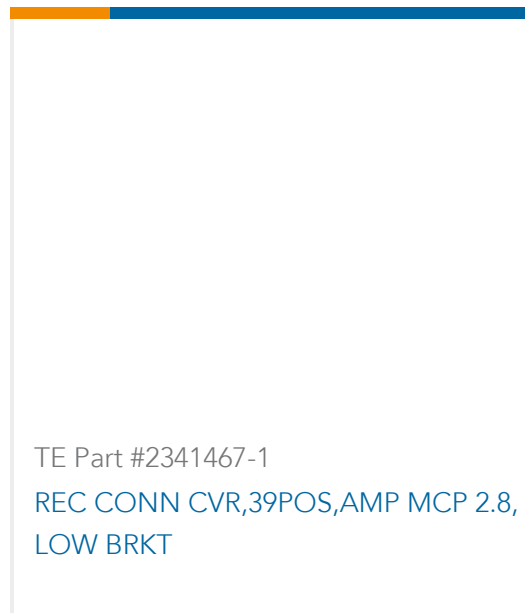 TE Part #2341467-1
REC CONN CVR,39POS,AMP MCP 2.8,
LOW BRKT